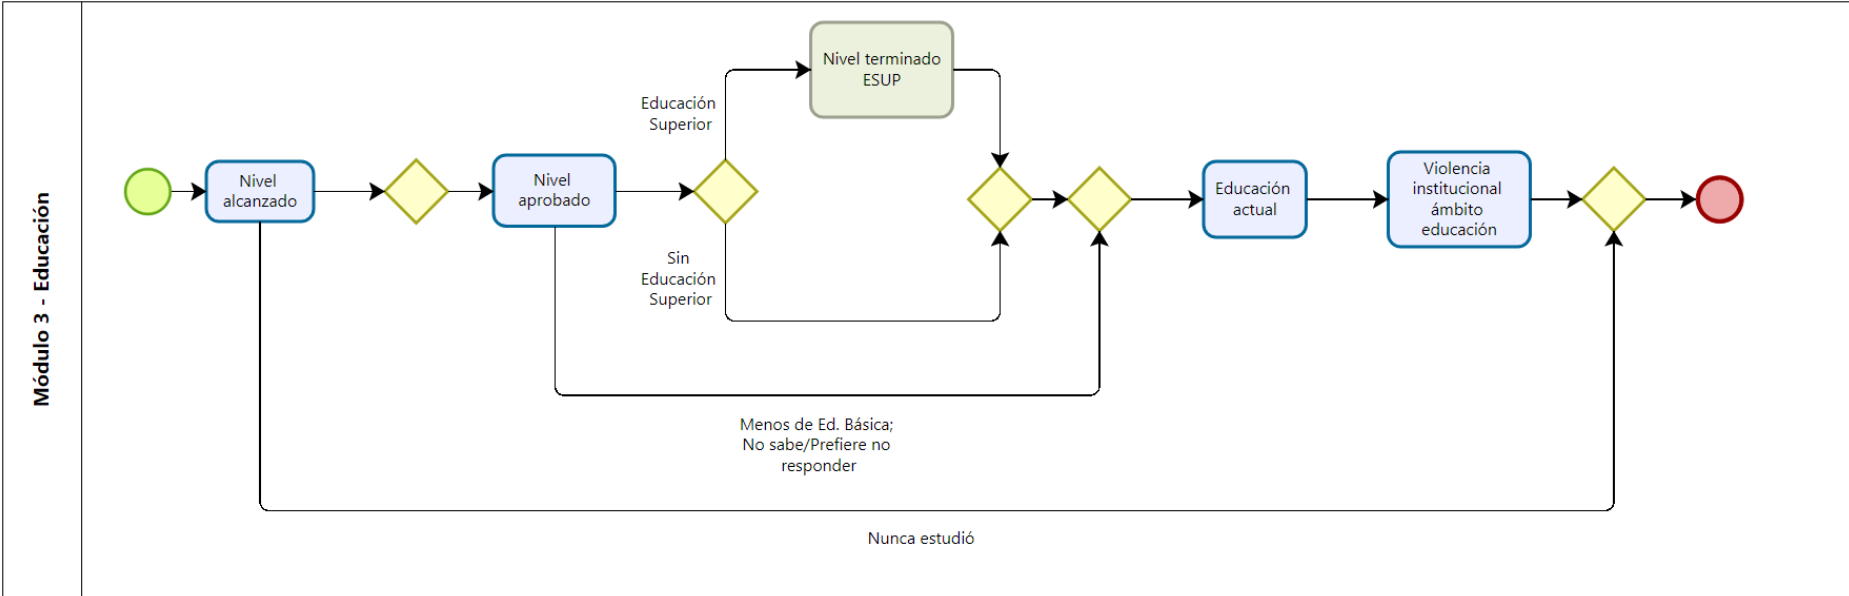 Módulo 3 - Educación
Nivel
alcanzado
Nivel
aprobado
Educación
Superior
Nivel terminado
ESUP
Sin
Educación
Superior
Educación
actual
Violencia
institucional
ámbito
educación
Menos de Ed. Básica;
No sabe/Prefiere no
responder
Nunca estudió